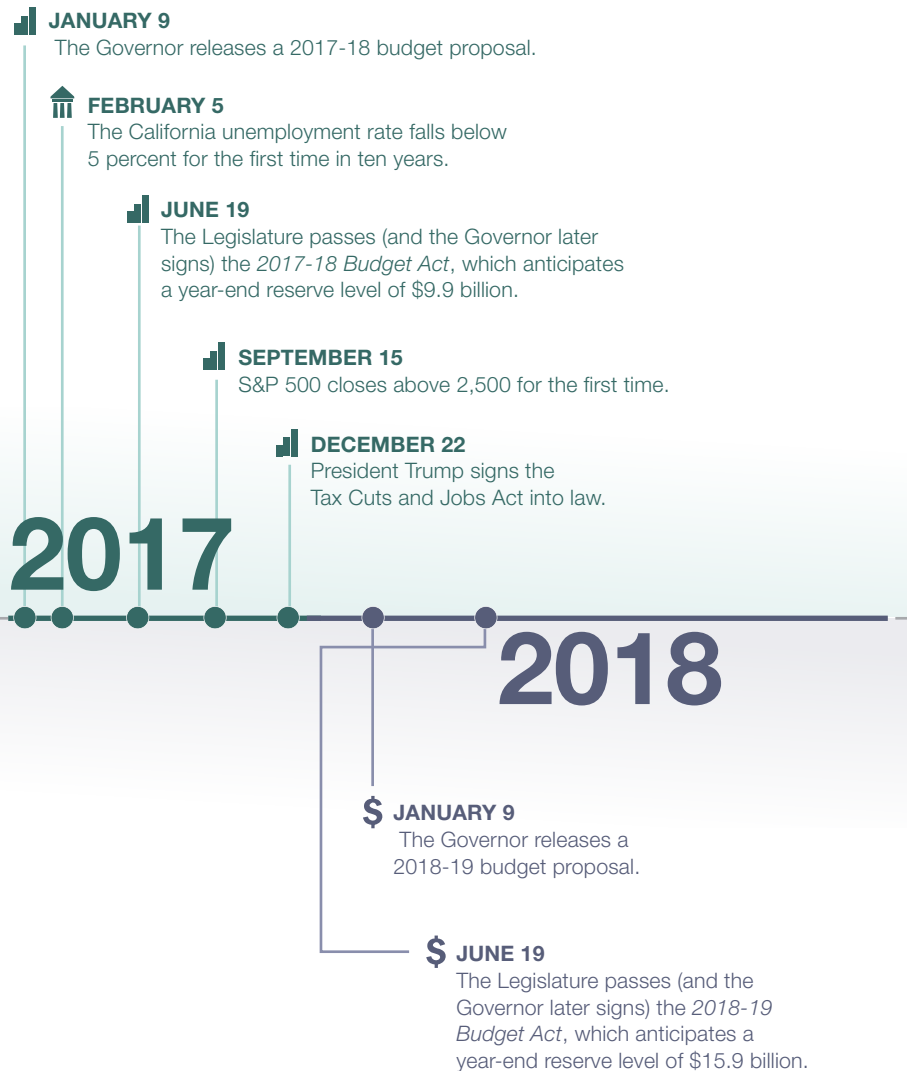 JANUARY 9
The Governor releases a 2017-18 budget proposal.
FEBRUARY 5
The California unemployment rate falls below
5 percent for the first time in ten years.
JUNE 19
The Legislature passes (and the Governor later
signs) the 2017-18 Budget Act, which anticipates
a year-end reserve level of $9.9 billion.
SEPTEMBER 15
S&P 500 closes above 2,500 for the first time.
DECEMBER 22
President Trump signs the
Tax Cuts and Jobs Act into law.
2017
2018
$ JANUARY 9
The Governor releases a
2018-19 budget proposal.
$ JUNE 19
The Legislature passes (and the
Governor later signs) the 2018-19
Budget Act, which anticipates a
year-end reserve level of $15.9 billion.